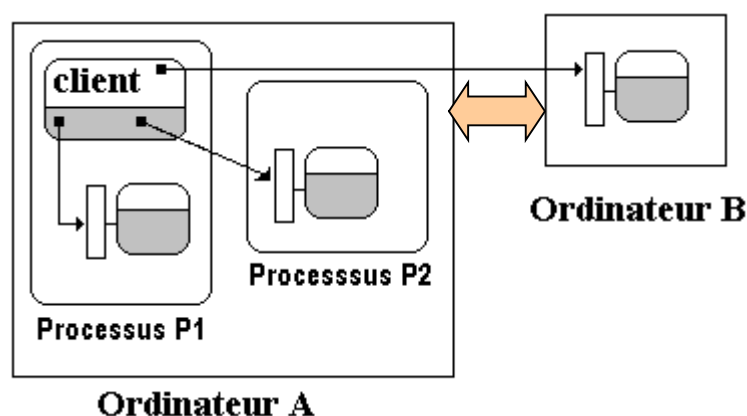 client
Ordinateur B
Processsus P2
Processus P1
Ordinateur A